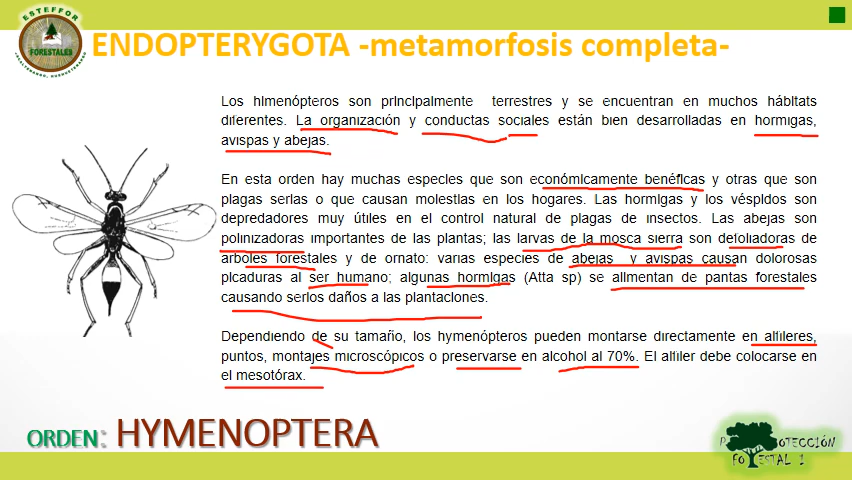 ESTEFFOR
FORESTALES
ENDOPTERYGOTA -metamorfosis completa-
Los himenópteros son principalmente terrestres y se encuentran en muchos hábitats
diferentes. La organización y conductas sociales están bien desarrolladas en hormigas,
avispas y abejas.
En esta orden hay muchas especies que son económicamente benéficas y otras que son
plagas serias o que causan molestias en los hogares. Las hormigas y los véspidos son
depredadores muy útiles en el control natural de plagas de insectos. Las abejas son
polinizadoras importantes de las plantas; las larvas de la mosca sierra son defoliadoras de
árboles forestales y de ornato: varias especies de abejas y avispas causan dolorosas
picaduras al ser humano; algunas hormigas (Atta sp) se alimentan de pantas forestales
causando serios daños a las plantaciones.
Dependiendo de su tamaño, los hymenópteros pueden montarse directamente en alfileres,
puntos, montajes microscópicos o preservarse en alcohol al 70%. El alfiler debe colocarse en
el mesotórax.
ORDEN: HYMENOPTERA
P OTECCIÓN
FO ESTAL 1